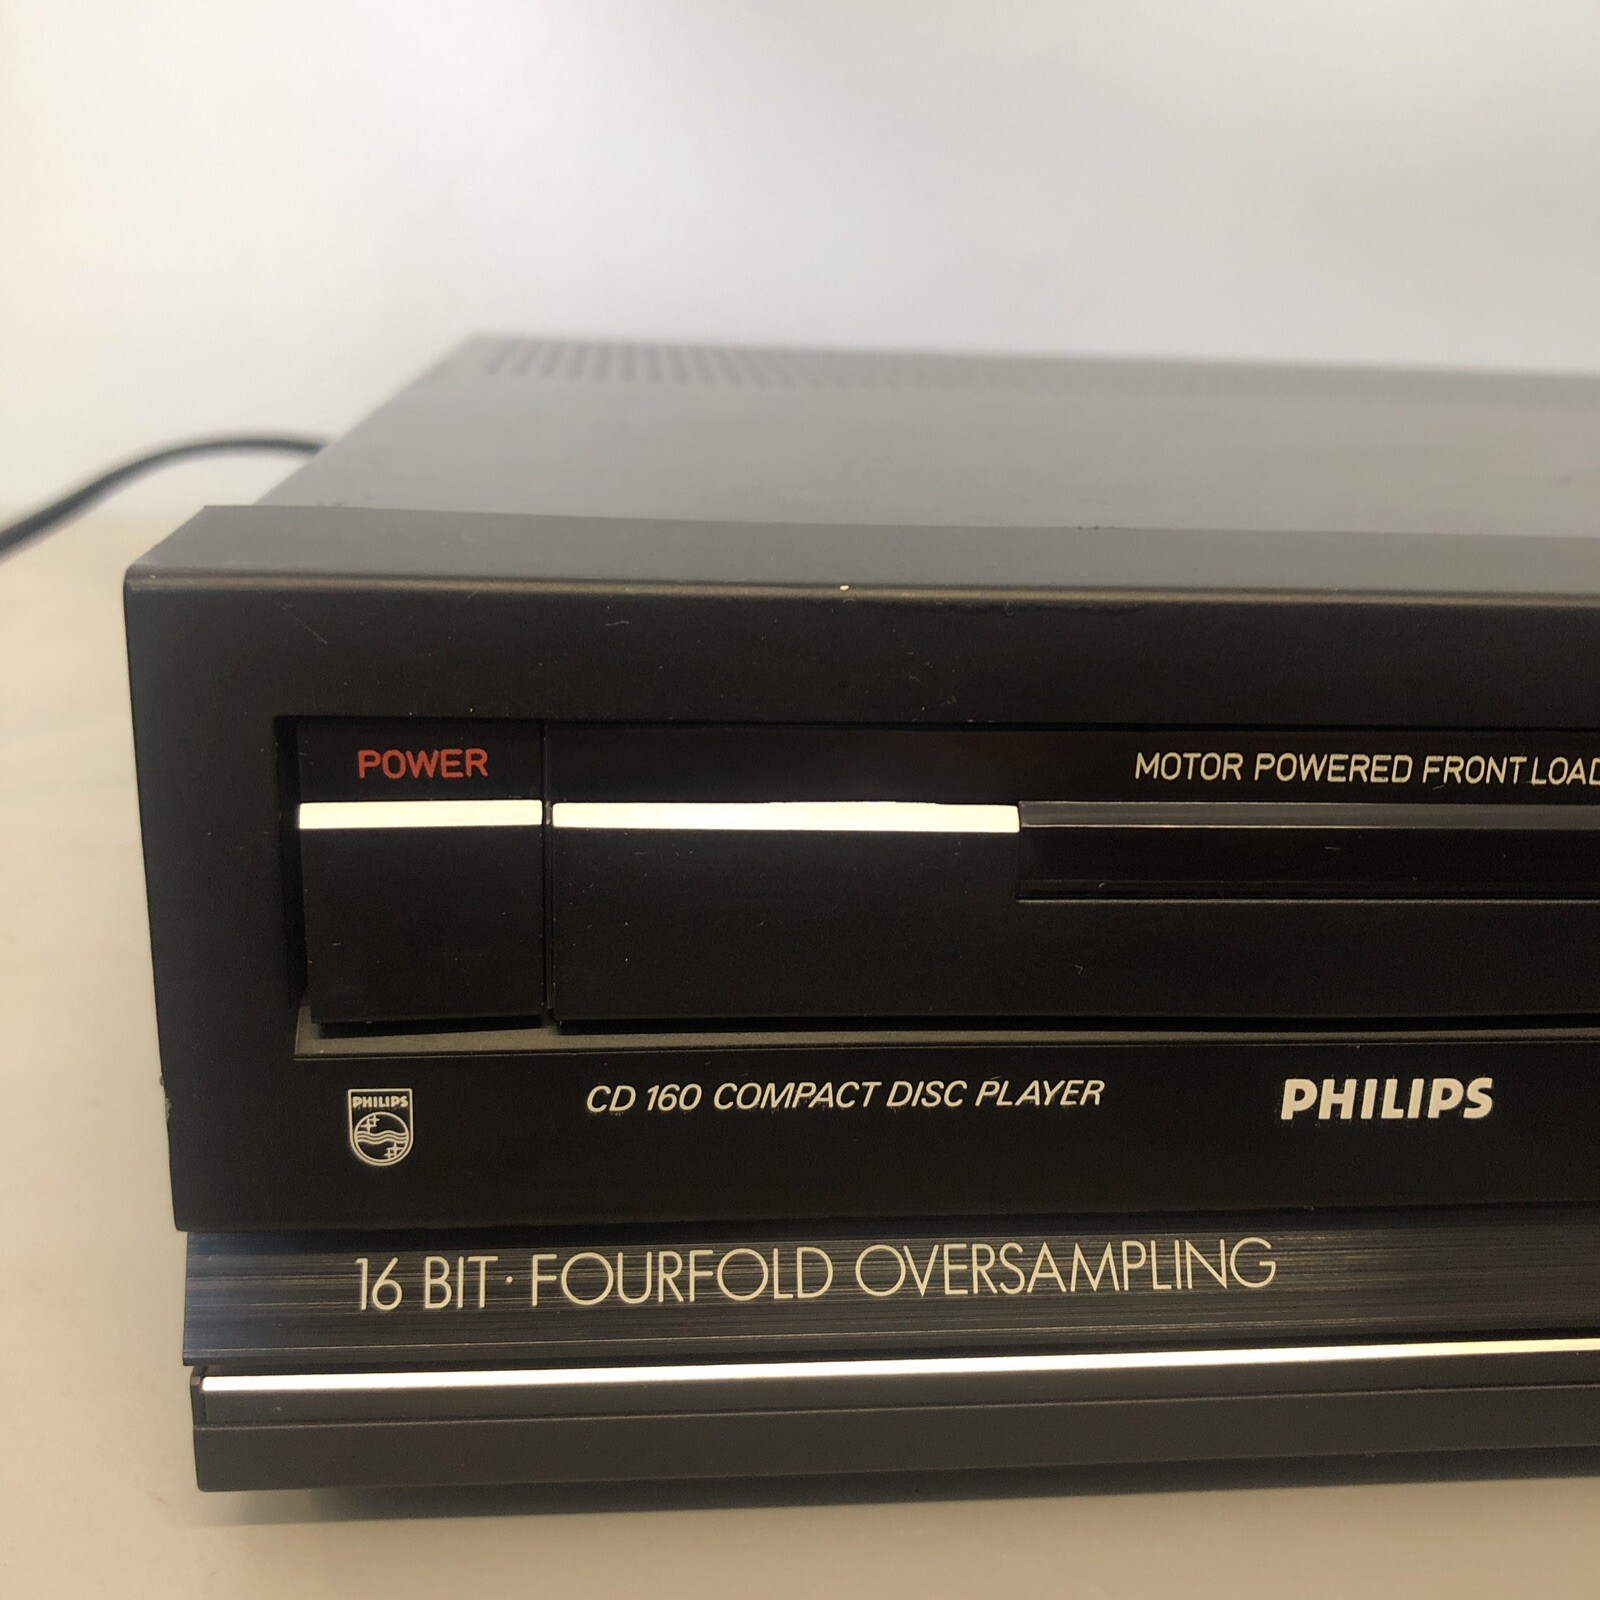 POWER
MOTOR POWERED FRONT LOAD
PHILIPS
CD 160 COMPACT DISC PLAYER
PHILIPS
16 BIT · FOURFOLD OVERSAMPLING